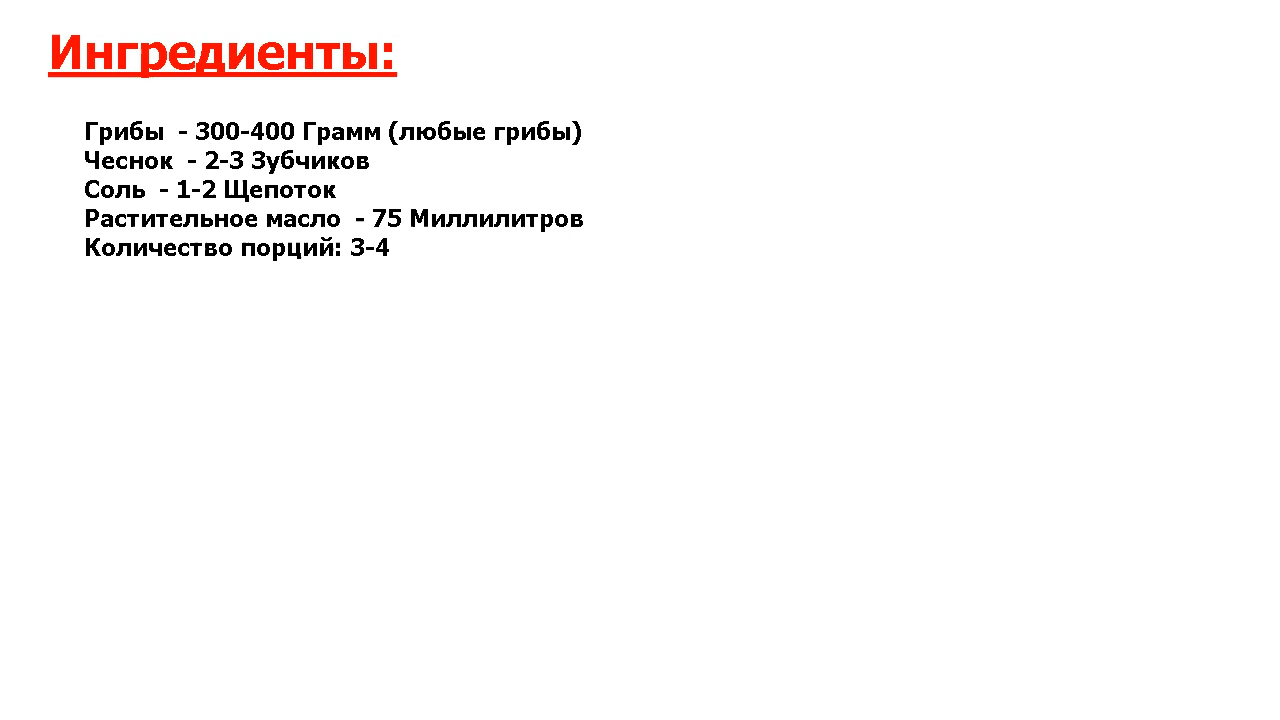 Ингредиенты:
Грибы  - 300-400 Грамм (любые грибы)
Чеснок  - 2-3 Зубчиков
Соль  - 1-2 Щепоток
Растительное масло  - 75 Миллилитров
Количество порций: 3-4